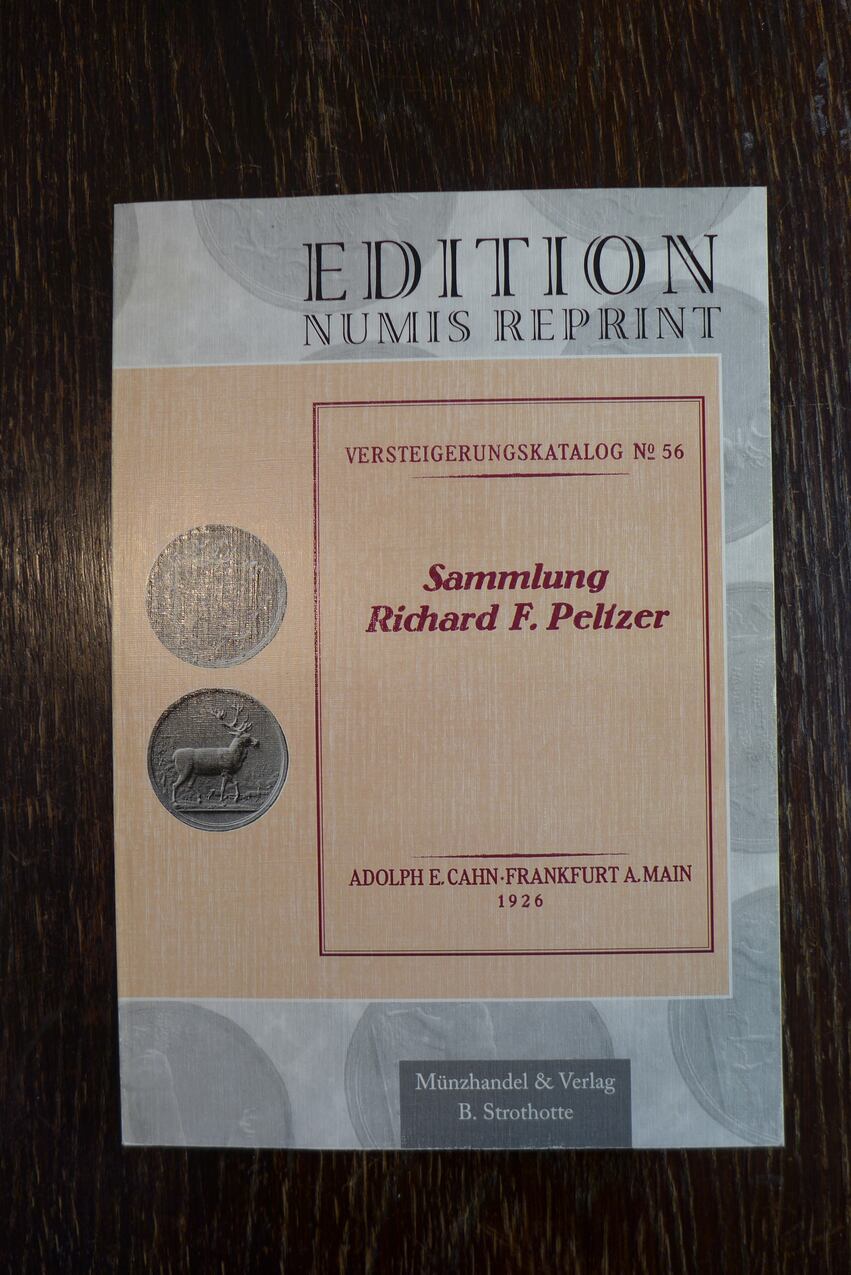 EDITION
NUMIS REPRINT
VERSTEIGERUNGSKATALOG Nº 56
Sammlung
Richard F. Peltzer
ADOLPH E. CAHN·FRANKFURT A. MAIN
1926
Münzhandel & Verlag
B. Strothotte